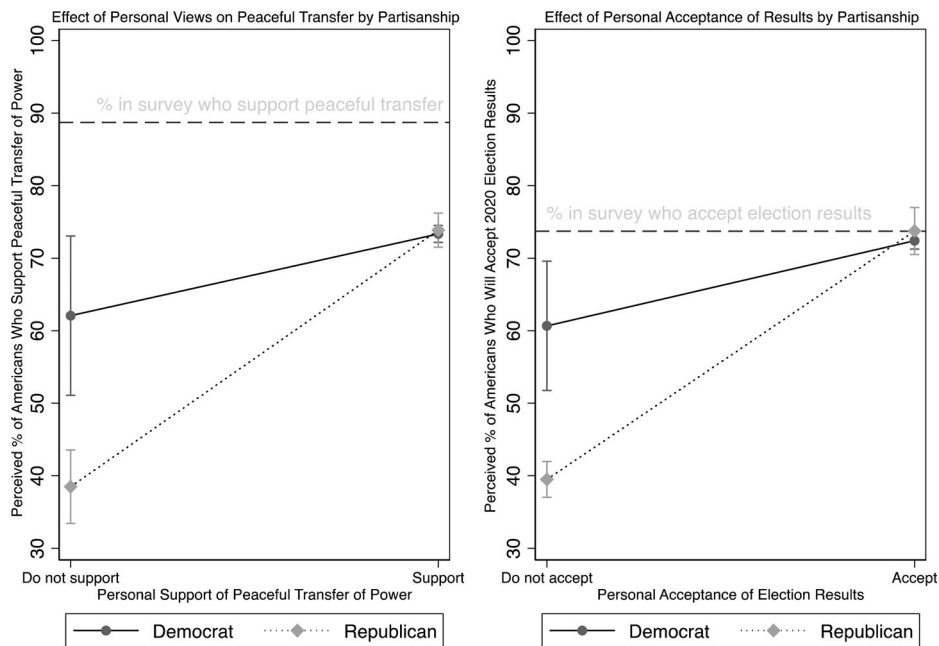 Effect of Personal Views on Peaceful Transfer by Partisanship
Perceived % of Americans Who Support Peaceful Transfer of Power
100
90
80
70
60
50
40
30
% in survey who support peaceful transfer
Do not support
Support
Personal Support of Peaceful Transfer of Power
Democrat
Republican
Effect of Personal Acceptance of Results by Partisanship
Perceived % of Americans Who Will Accept 2020 Election Results
100
90
80
70
60
50
40
30
% in survey who accept election results
Do not accept
Accept
Personal Acceptance of Election Results
Democrat
Republican